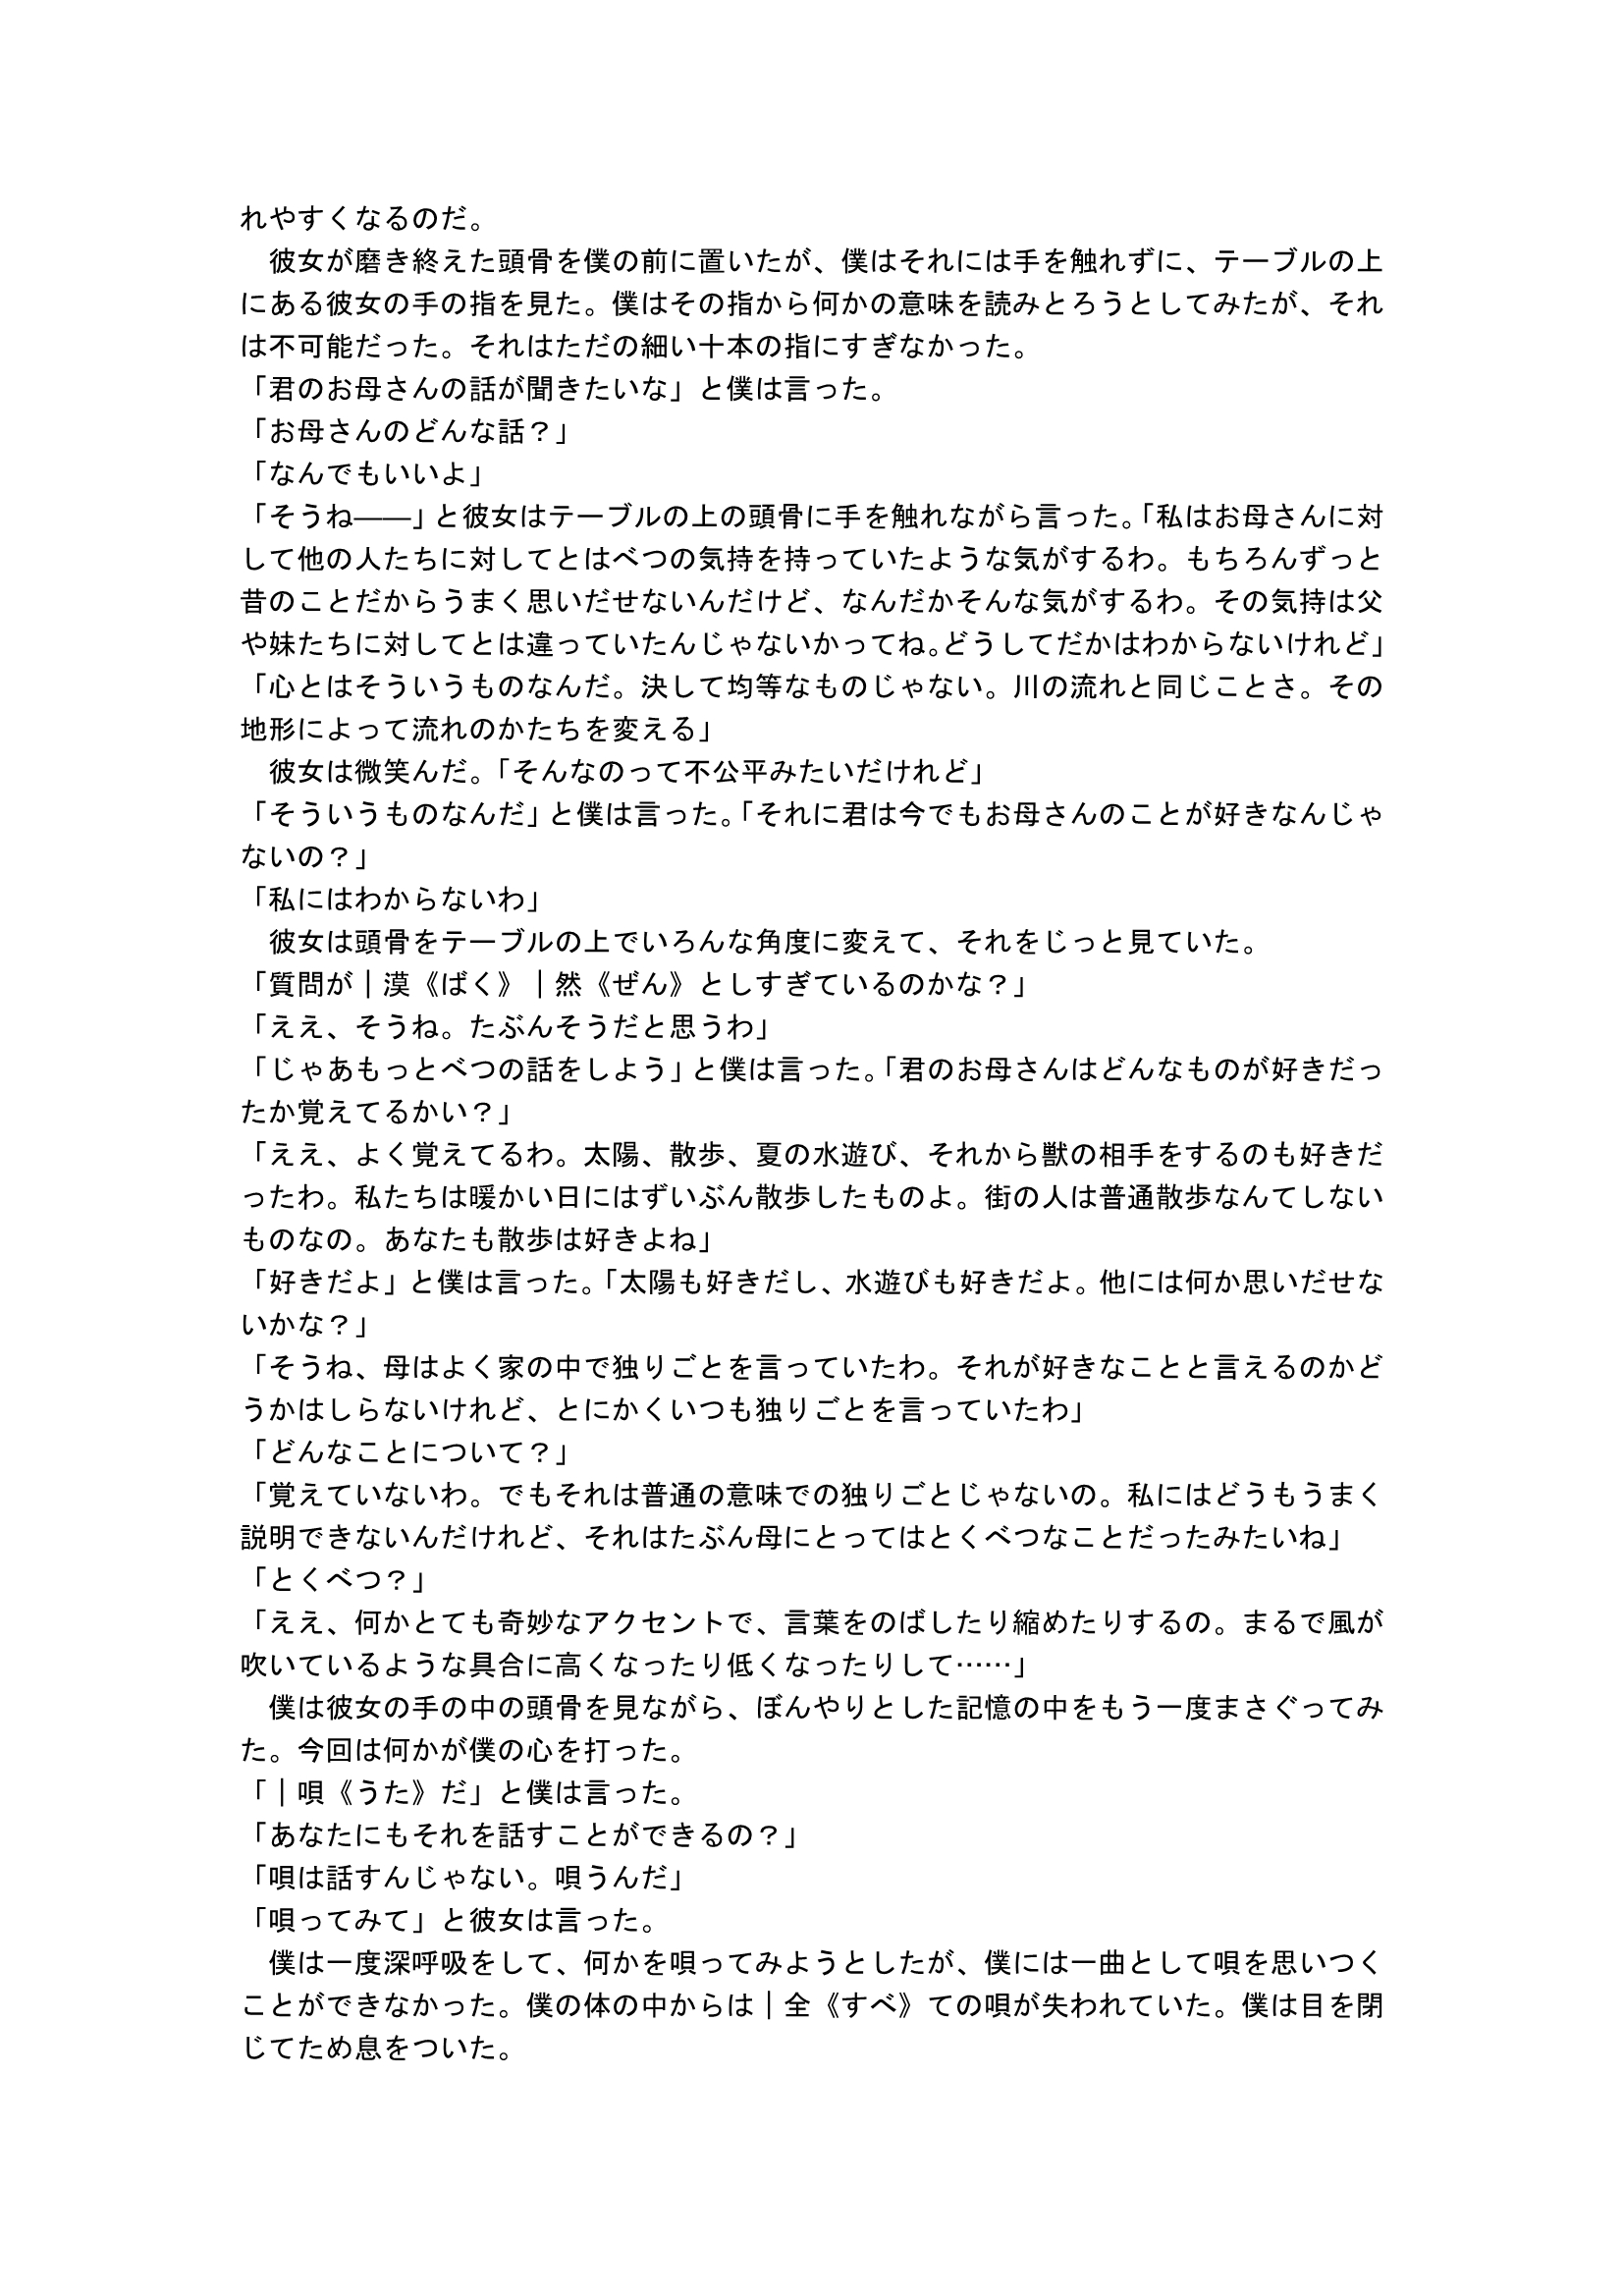 れやすくなるのだ。
　彼女が磨き終えた頭骨を僕の前に置いたが、僕はそれには手を触れずに、テーブルの上
にある彼女の手の指を見た。僕はその指から何かの意味を読みとろうとしてみたが、それ
は不可能だった。それはただの細い十本の指にすぎなかった。
「君のお母さんの話が聞きたいな」と僕は言った。
「お母さんのどんな話？」
「なんでもいいよ」
「そうね——」と彼女はテーブルの上の頭骨に手を触れながら言った。「私はお母さんに対
して他の人たちに対してとはべつの気持を持っていたような気がするわ。もちろんずっと
昔のことだからうまく思いだせないんだけど、なんだかそんな気がするわ。その気持は父
や妹たちに対してとは違っていたんじゃないかってね。どうしてだかはわからないけれど」
「心とはそういうものなんだ。決して均等なものじゃない。川の流れと同じことさ。その
地形によって流れのかたちを変える」
　彼女は微笑んだ。「そんなのって不公平みたいだけれど」
「そういうものなんだ」と僕は言った。「それに君は今でもお母さんのことが好きなんじゃ
ないの？」
「私にはわからないわ」
　彼女は頭骨をテーブルの上でいろんな角度に変えて、それをじっと見ていた。
「質問が｜漠《ばく》｜然《ぜん》としすぎているのかな？」
「ええ、そうね。たぶんそうだと思うわ」
「じゃあもっとべつの話をしよう」と僕は言った。「君のお母さんはどんなものが好きだっ
たか覚えてるかい？」
「ええ、よく覚えてるわ。太陽、散歩、夏の水遊び、それから獣の相手をするのも好きだ
ったわ。私たちは暖かい日にはずいぶん散歩したものよ。街の人は普通散歩なんてしない
ものなの。あなたも散歩は好きよね」
「好きだよ」と僕は言った。「太陽も好きだし、水遊びも好きだよ。他には何か思いだせな
いかな？」
「そうね、母はよく家の中で独りごとを言っていたわ。それが好きなことと言えるのかど
うかはしらないけれど、とにかくいつも独りごとを言っていたわ」
「どんなことについて？」
「覚えていないわ。でもそれは普通の意味での独りごとじゃないの。私にはどうもうまく
説明できないんだけれど、それはたぶん母にとってはとくべつなことだったみたいね」
「とくべつ？」
「ええ、何かとても奇妙なアクセントで、言葉をのばしたり縮めたりするの。まるで風が
吹いているような具合に高くなったり低くなったりして……」
　僕は彼女の手の中の頭骨を見ながら、ぼんやりとした記憶の中をもう一度まさぐってみ
た。今回は何かが僕の心を打った。
「｜唄《うた》だ」と僕は言った。
「あなたにもそれを話すことができるの？」
「唄は話すんじゃない。唄うんだ」
「唄ってみて」と彼女は言った。
　僕は一度深呼吸をして、何かを唄ってみようとしたが、僕には一曲として唄を思いつく
ことができなかった。僕の体の中からは｜全《すべ》ての唄が失われていた。僕は目を閉
じてため息をついた。